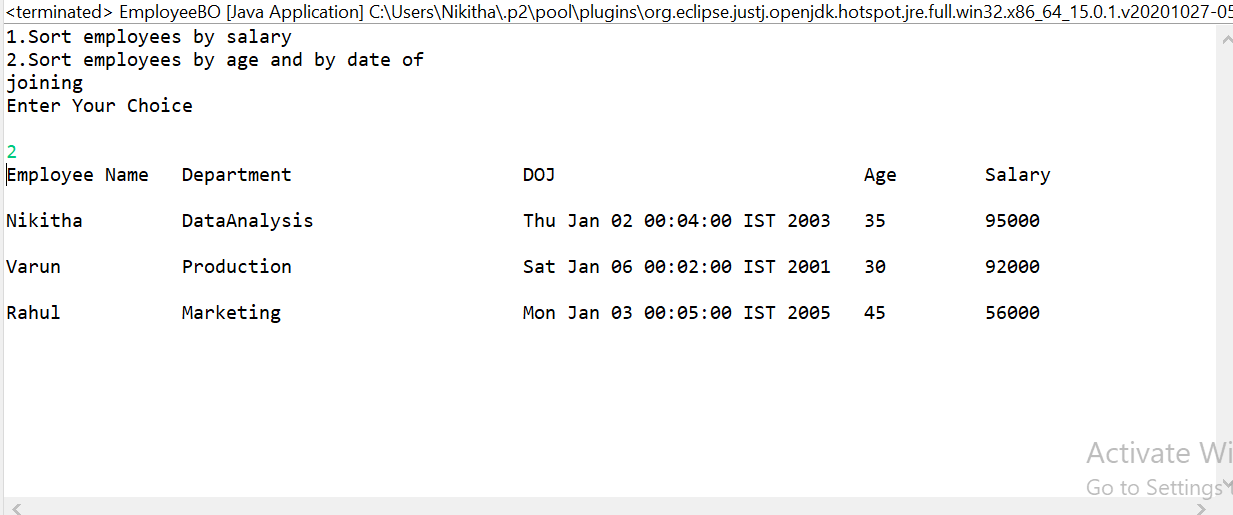 <terminated> EmployeeBO [Java Application] C:\Users\Nikitha\.p2\pool\plugins\org.eclipse.justj.openjdk.hotspot.jre.full.win32.x86_64_15.0.1.v20201027-05
1.Sort employees by salary
2.Sort employees by age and by date of
joining
Enter Your Choice
2
Employee Name Department DOJ Age Salary
Nikitha DataAnalysis Thu Jan 02 00:04:00 IST 2003 35 95000
Varun Production Sat Jan 06 00:02:00 IST 2001 30 92000
Rahul Marketing Mon Jan 03 00:05:00 IST 2005 45 56000
Activate Wi
Go to Settings